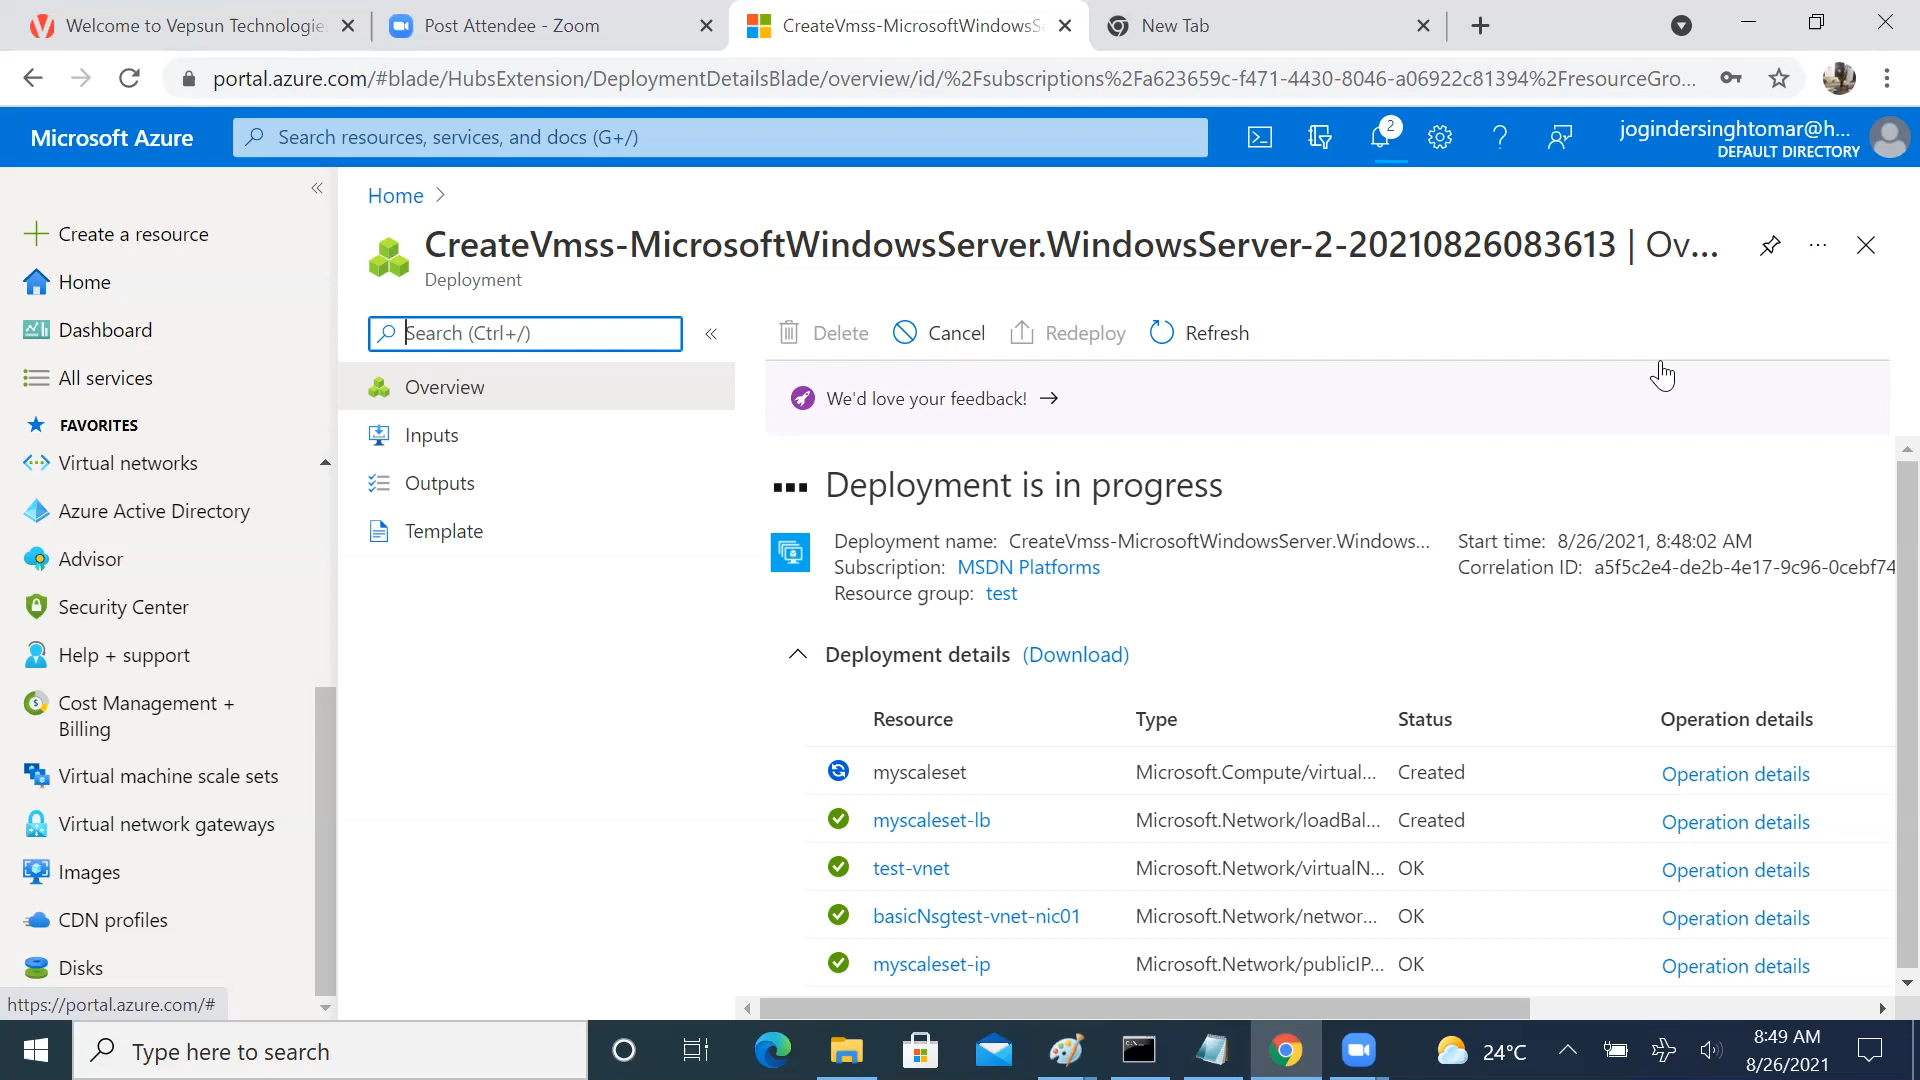 Welcome to Vepsun Technologie
Post Attendee - Zoom
CreateVmss-MicrosoftWindowsSe
New Tab
portal.azure.com/#blade/HubsExtension/DeploymentDetailsBlade/overview/id/%2Fsubscriptions%2Fa623659c-f471-4430-8046-a06922c81394%2FresourceGro...
Microsoft Azure
Search resources, services, and docs (G+/)
2
jogindersinghtomar@h...
DEFAULT DIRECTORY
Create a resource
Home
Dashboard
All services
FAVORITES
Virtual networks
Azure Active Directory
Advisor
Security Center
Help + support
Cost Management +
Billing
Virtual machine scale sets
Virtual network gateways
Images
CDN profiles
Disks
https://portal.azure.com/#
Home >
CreateVmss-MicrosoftWindowsServer.WindowsServer-2-20210826083613 | Ov...
Deployment
Search (Ctrl+/)
Overview
Inputs
Outputs
Template
Delete
Cancel
Redeploy
Refresh
We'd love your feedback! →
Deployment is in progress
Deployment name: CreateVmss-MicrosoftWindowsServer.Windows...
Subscription: MSDN Platforms
Resource group: test
Start time: 8/26/2021, 8:48:02 AM
Correlation ID: a5f5c2e4-de2b-4e17-9c96-0cebf74
Deployment details (Download)
Resource Type Status Operation details
myscaleset Microsoft.Compute/virtual... Created Operation details
myscaleset-lb Microsoft.Network/loadBal... Created Operation details
test-vnet Microsoft.Network/virtualN... OK Operation details
basicNsgtest-vnet-nic01 Microsoft.Network/networ... OK Operation details
myscaleset-ip Microsoft.Network/publicIP... OK Operation details
Type here to search
24°C
8:49 AM
8/26/2021